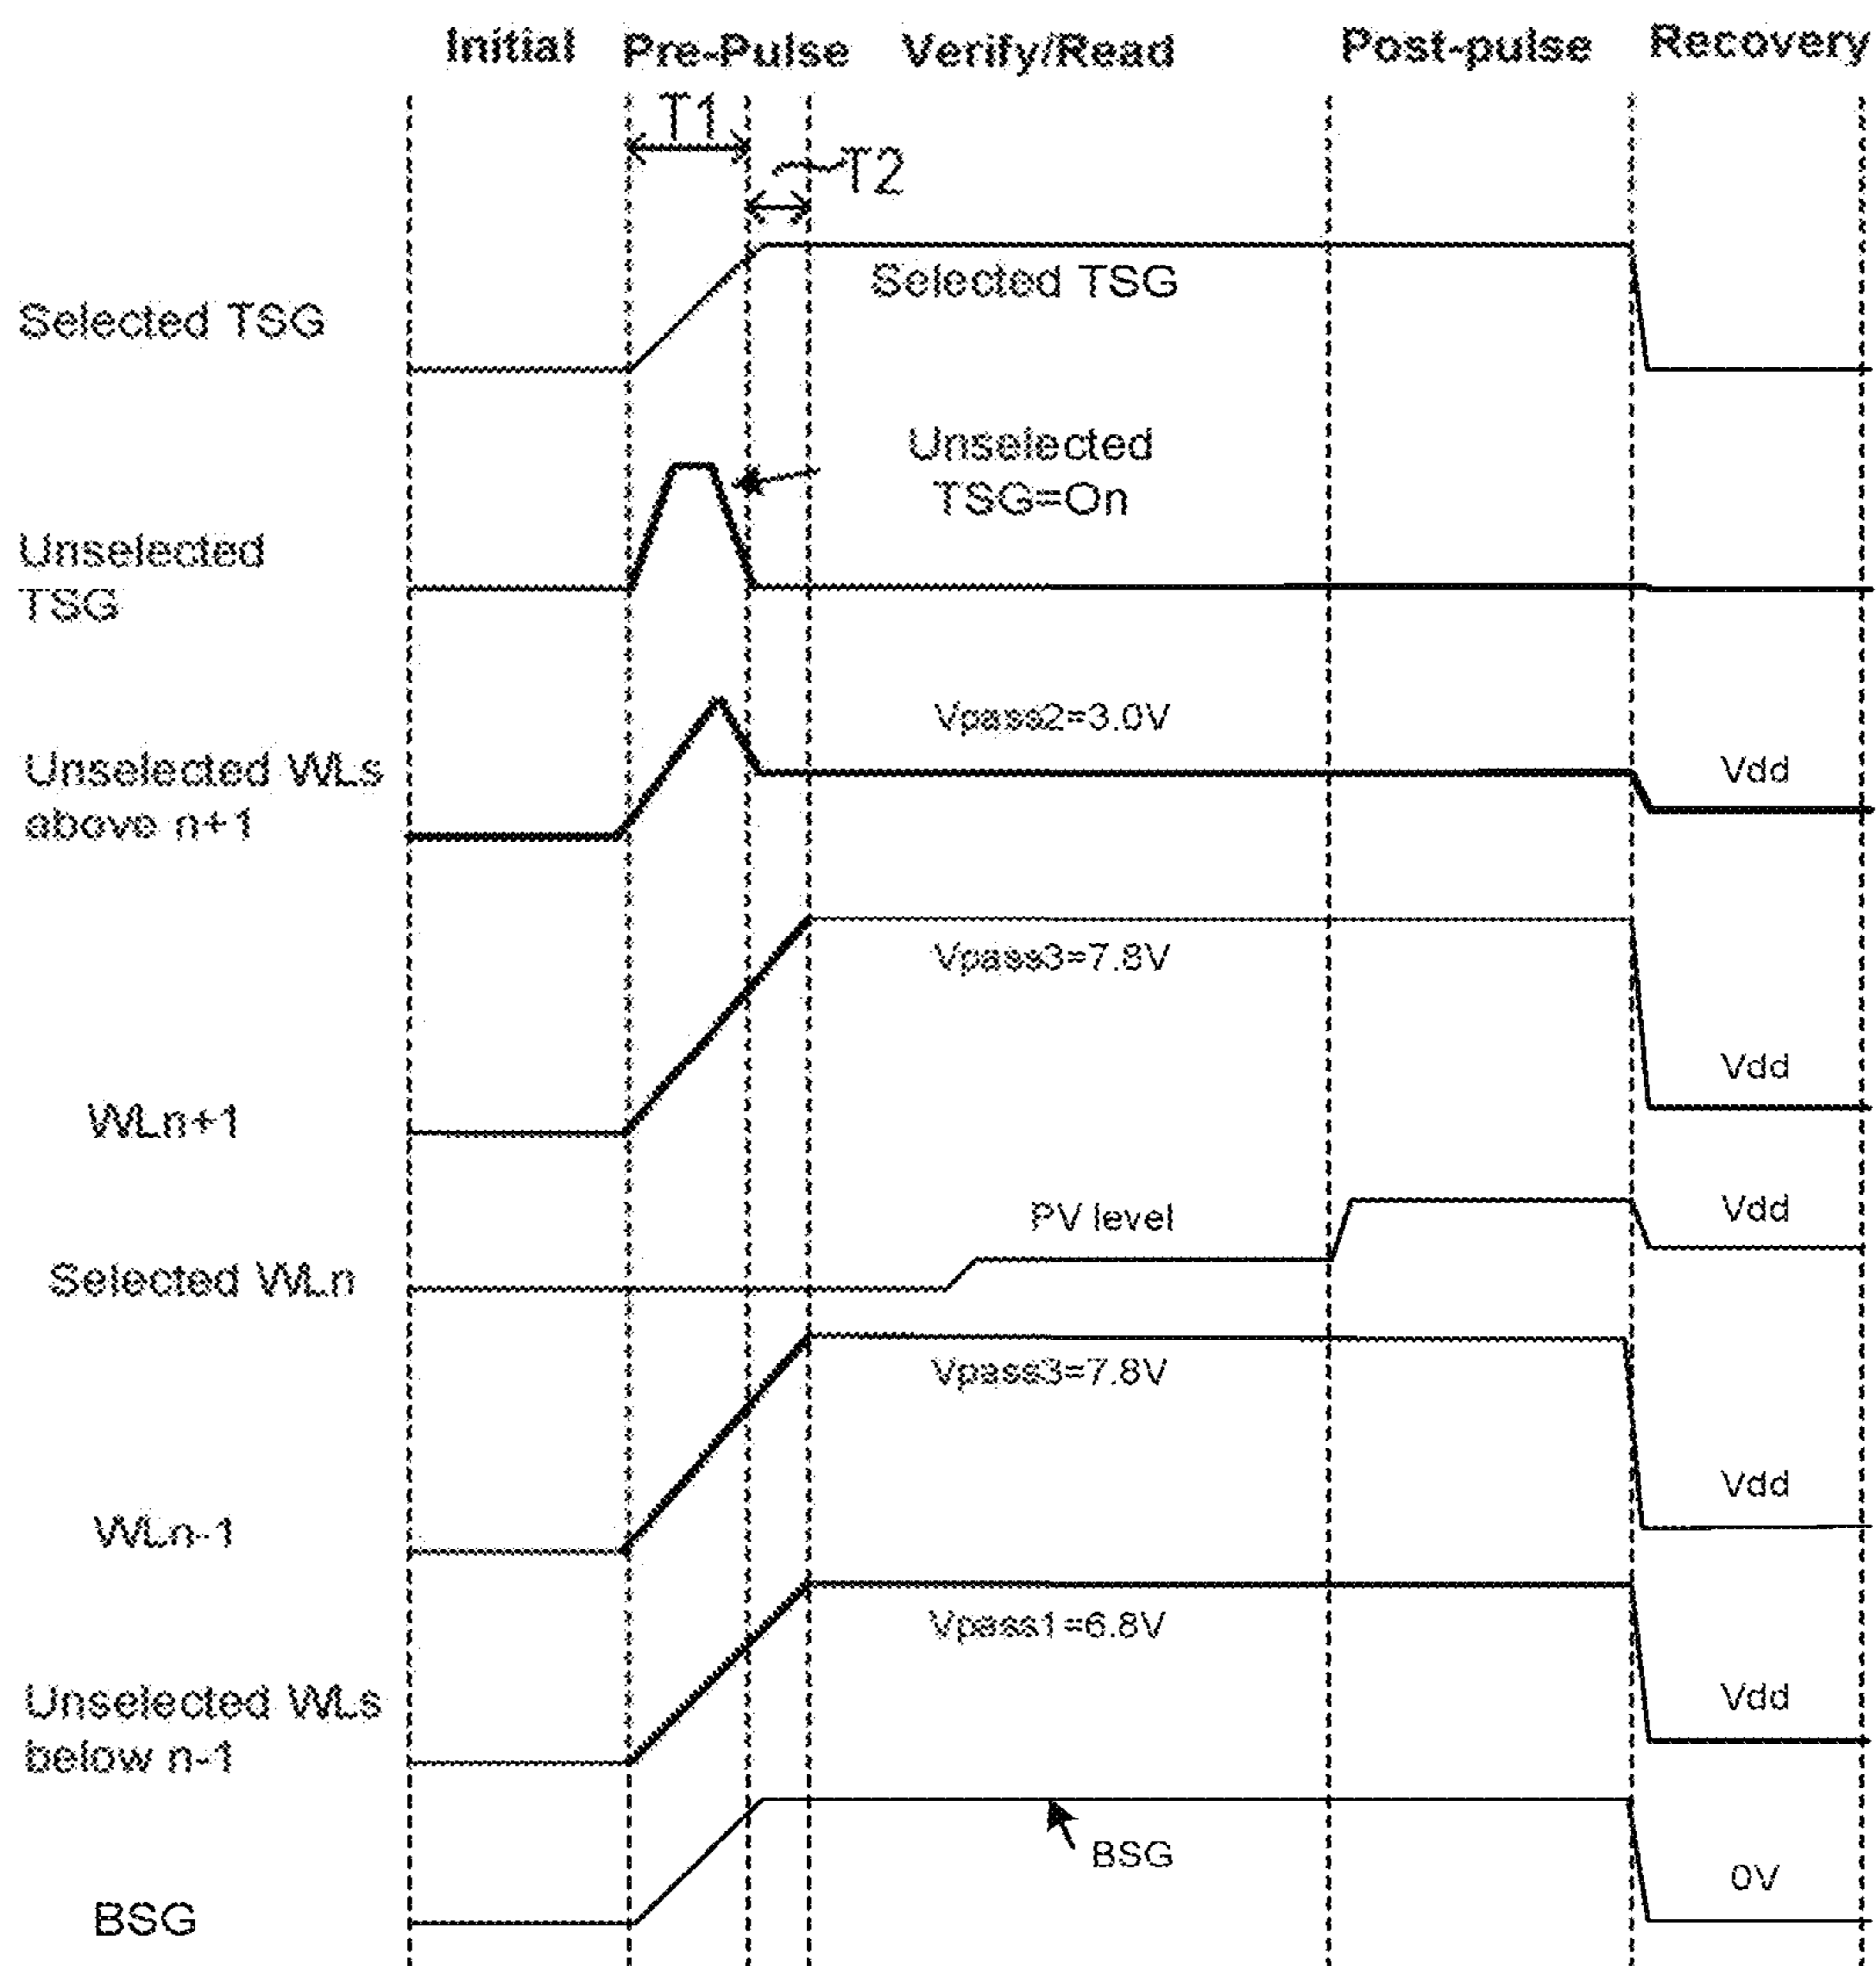 Initial Pre-Pulse Verify/Read Post-pulse Recovery
T1
T2
Selected TSG
Selected TSG
Unselected
TSG=On
Unselected
TSG
Vpass2=3.0V
Unselected WLs
above n+1
Vdd
Vpass3=7.8V
Vdd
WLn+1
PV level
Vdd
Selected WLn
Vpass3=7.8V
Vdd
WLn-1
Vpass1=6.8V
Unselected WLs
below n-1
Vdd
BSG
0V
BSG